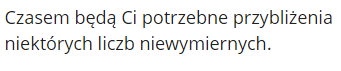 Czasem będą Ci potrzebne przybliżenia
niektórych liczb niewymiernych.